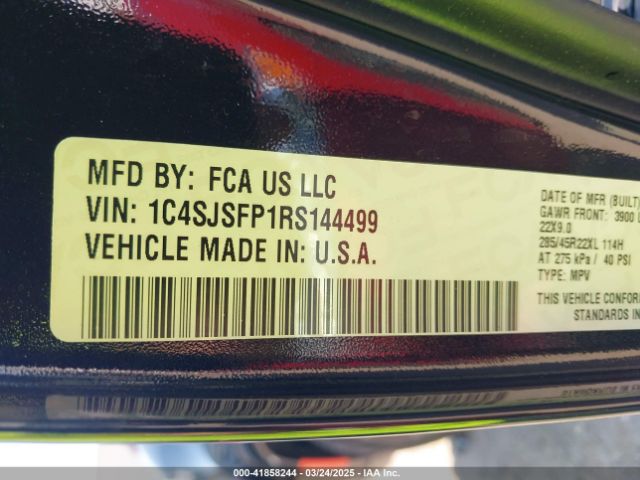 MFD BY: FCA US LLC
VIN: 1C4SJSFP1RS144499
VEHICLE MADE IN: U.S.A.
DATE OF MFR (BUILT)
GAWR FRONT: 3900
22X9.0
285/45R22XL 114H
AT 275 kPa / 40 PSI
TYPE: MPV
THIS VEHICLE CONFOR
STANDARDS IN
000-41858244 — 03/24/2025 — IAAI.COM